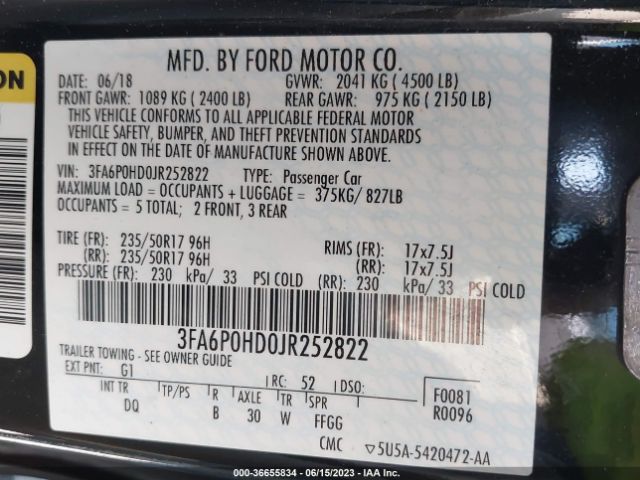 ON
MFD. BY FORD MOTOR CO.
DATE: 06/18 GVWR: 2041 KG ( 4500 LB)
FRONT GAWR: 1089 KG ( 2400 LB) REAR GAWR: 975 KG ( 2150 LB)
THIS VEHICLE CONFORMS TO ALL APPLICABLE FEDERAL MOTOR
VEHICLE SAFETY, BUMPER, AND THEFT PREVENTION STANDARDS
IN EFFECT ON THE DATE OF MANUFACTURE SHOWN ABOVE.
VIN: 3FA6P0HD0JR252822 TYPE: Passenger Car
MAXIMUM LOAD = OCCUPANTS + LUGGAGE = 375KG/ 827LB
OCCUPANTS = 5 TOTAL; 2 FRONT, 3 REAR
TIRE (FR): 235/50R17 96H RIMS (FR): 17x7.5J
(RR): 235/50R17 96H (RR): 17x7.5J
PRESSURE (FR): 230 kPa/ 33 PSI COLD (RR): 230 kPa/ 33 PSI COLD
3FA6P0HD0JR252822
TRAILER TOWING - SEE OWNER GUIDE
EXT PNT: G1 RC: 52 DSO: F0081
INT TR TP/PS R AXLE TR SPR R0096
DQ B 30 W FFGG
CMC 5U5A-5420472-AA
000-36655834 - 06/15/2023 - IAA US